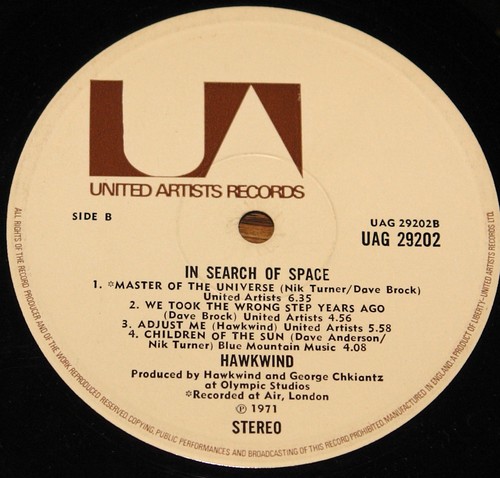 UA
UNITED ARTISTS RECORDS
SIDE B
UAG 29202B
UAG 29202
IN SEARCH OF SPACE
1. *MASTER OF THE UNIVERSE (Nik Turner/Dave Brock)
United Artists 6.35
2. WE TOOK THE WRONG STEP YEARS AGO
(Dave Brock) United Artists 4.56
3. ADJUST ME (Hawkwind) United Artists 5.58
4. CHILDREN OF THE SUN (Dave Anderson/
Nik Turner) Blue Mountain Music 4.08
HAWKWIND
Produced by Hawkwind and George Chkiantz
at Olympic Studios
*Recorded at Air, London
℗ 1971
STEREO
ALL RIGHTS OF THE RECORD PRODUCER AND OF THE OWNER OF THE WORK REPRODUCED RESERVED. COPYING, PUBLIC PERFORMANCES AND BROADCASTING OF THIS RECORD PROHIBITED. MANUFACTURED IN ENGLAND. A PRODUCT OF LIBERTY-UNITED ARTISTS RECORDS LTD.